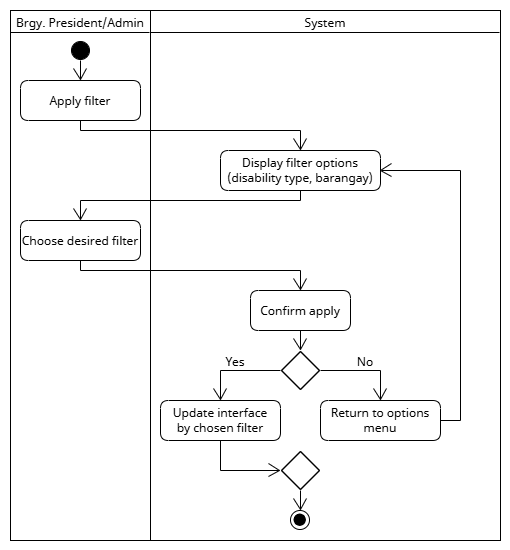 Brgy. President/Admin
System
Apply filter
Display filter options
(disability type, barangay)
Choose desired filter
Confirm apply
Yes
No
Update interface
by chosen filter
Return to options
menu